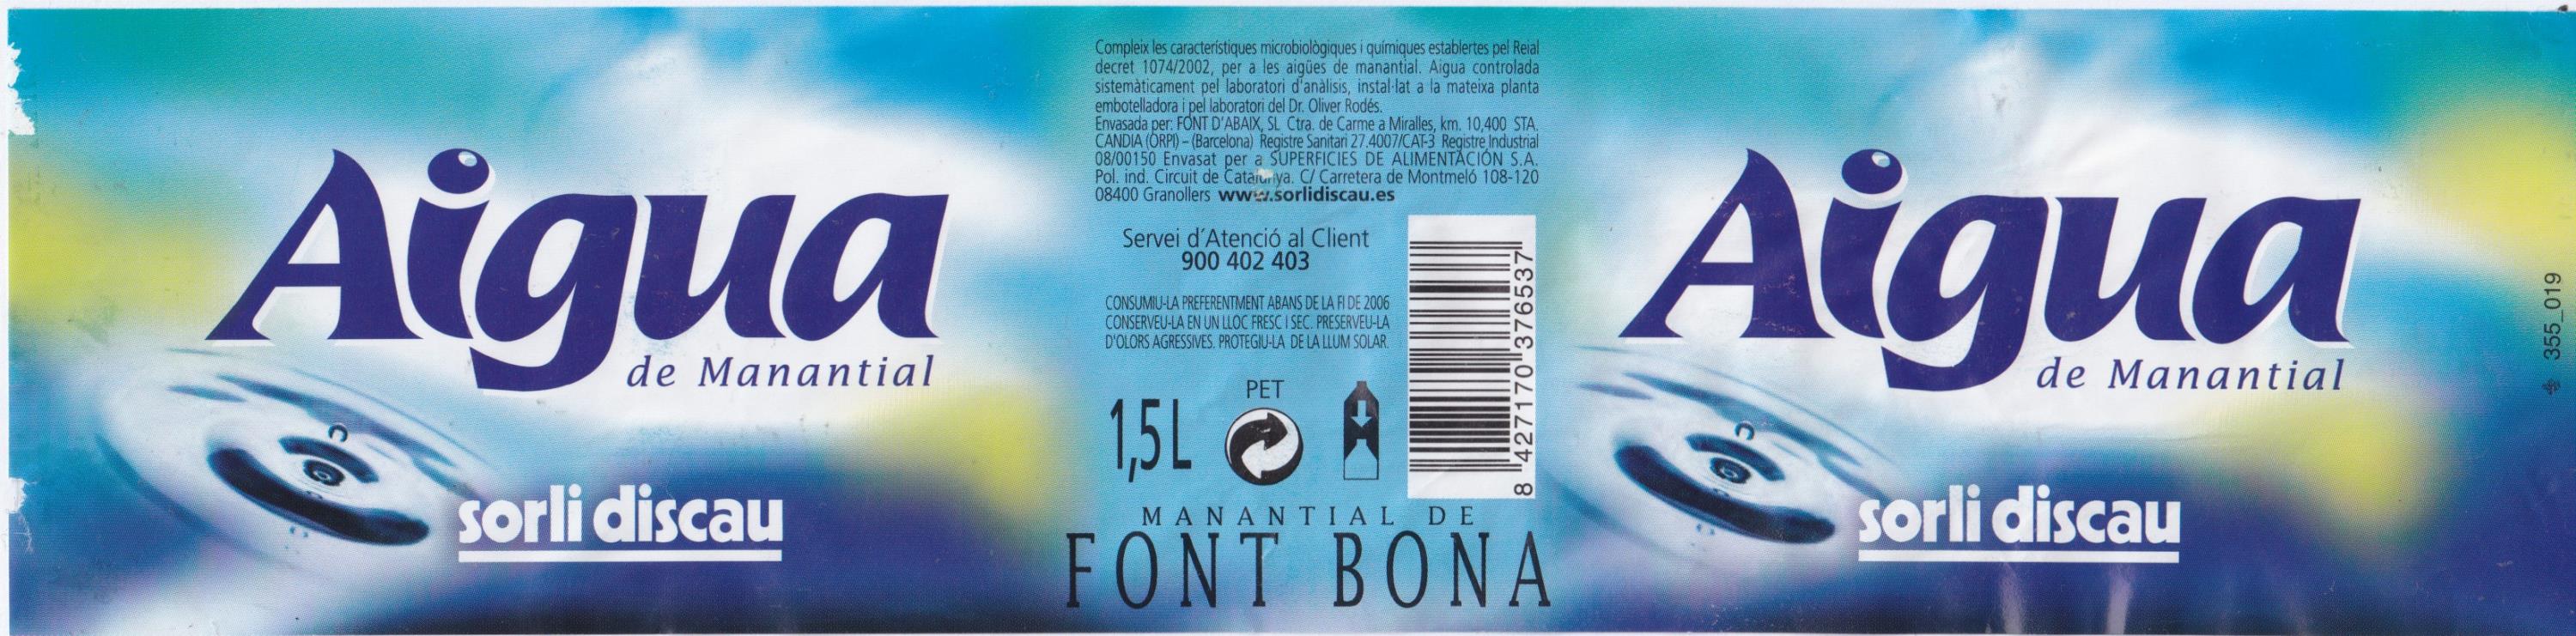 Aigua
de Manantial
sorli discau
Compleix les característiques microbiològiques i químiques establertes pel Reial
decret 1074/2002, per a les aigües de manantial. Aigua controlada
sistemàticament pel laboratori d'anàlisis, instal·lat a la mateixa planta
embotelladora i pel laboratori del Dr. Oliver Rodés.
Envasada per: FONT D'ABAIX, SL Ctra. de Carme a Miralles, km. 10,400 STA.
CANDIA (ORPI) – (Barcelona) Registre Sanitari 27.4007/CAT-3 Registre Industrial
08/00150 Envasat per a SUPERFICIES DE ALIMENTACIÓN S.A.
Pol. ind. Circuit de Catalunya. C/ Carretera de Montmeló 108-120
08400 Granollers www.sorlidiscau.es
Servei d´Atenció al Client
900 402 403
CONSUMIU-LA PREFERENTMENT ABANS DE LA FI DE 2006
CONSERVEU-LA EN UN LLOC FRESC I SEC. PRESERVEU-LA
D'OLORS AGRESSIVES. PROTEGIU-LA DE LA LLUM SOLAR.
PET
1,5 L
8 427170 376537
MANANTIAL DE
FONT BONA
Aigua
de Manantial
sorli discau
355_019